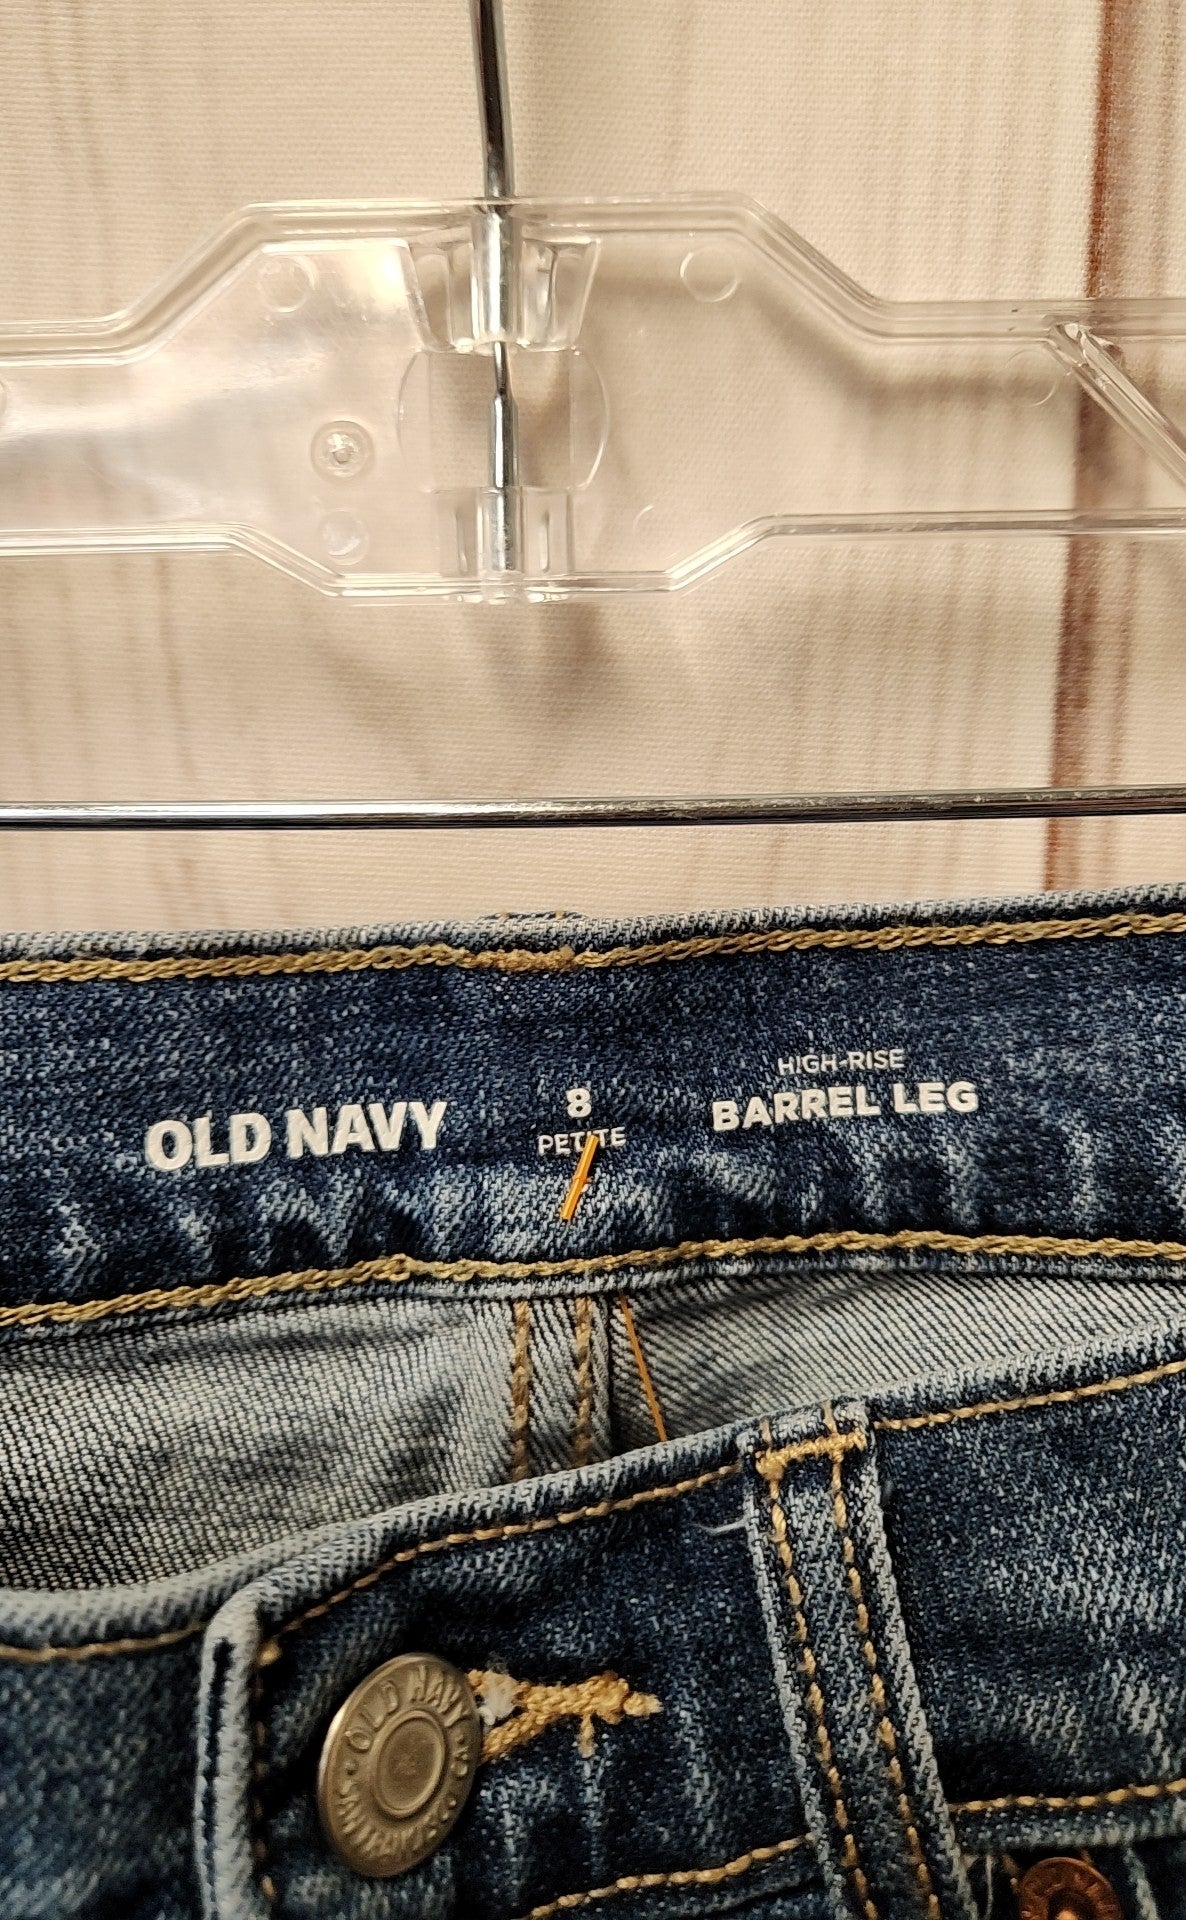 OLD NAVY
8
PETITE
HIGH-RISE
BARREL LEG
OLD NAVY